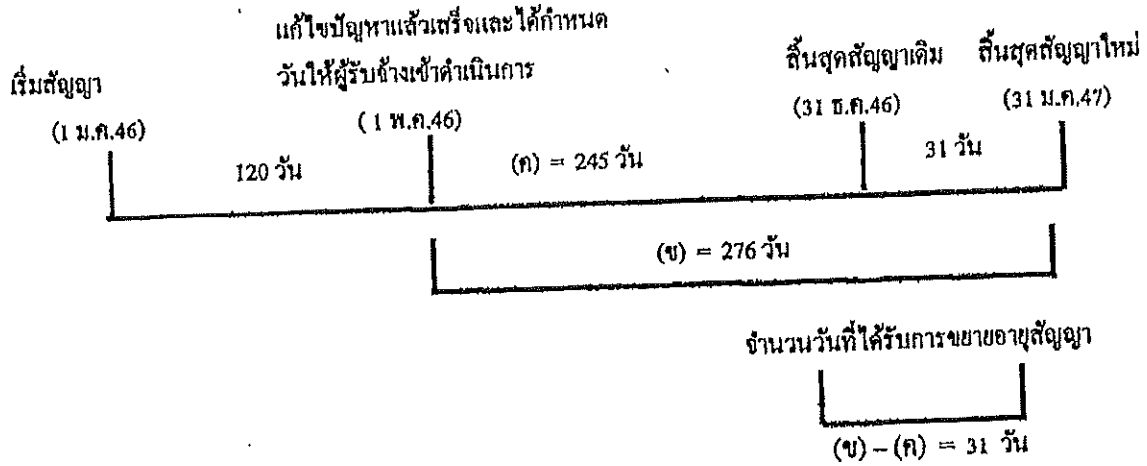 แก้ไขปัญหาแล้วเสร็จและได้กำหนด
วันให้ผู้รับจ้างเข้าดำเนินการ
เริ่มสัญญา
สิ้นสุดสัญญาเดิม
สิ้นสุดสัญญาใหม่
(1 ม.ค.46)
(1 พ.ค.46)
(31 ธ.ค.46)
(31 ม.ค.47)
120 วัน
(ค) = 245 วัน
31 วัน
(ข) = 276 วัน
จำนวนวันที่ได้รับการขยายอายุสัญญา
(ข) – (ค) = 31 วัน